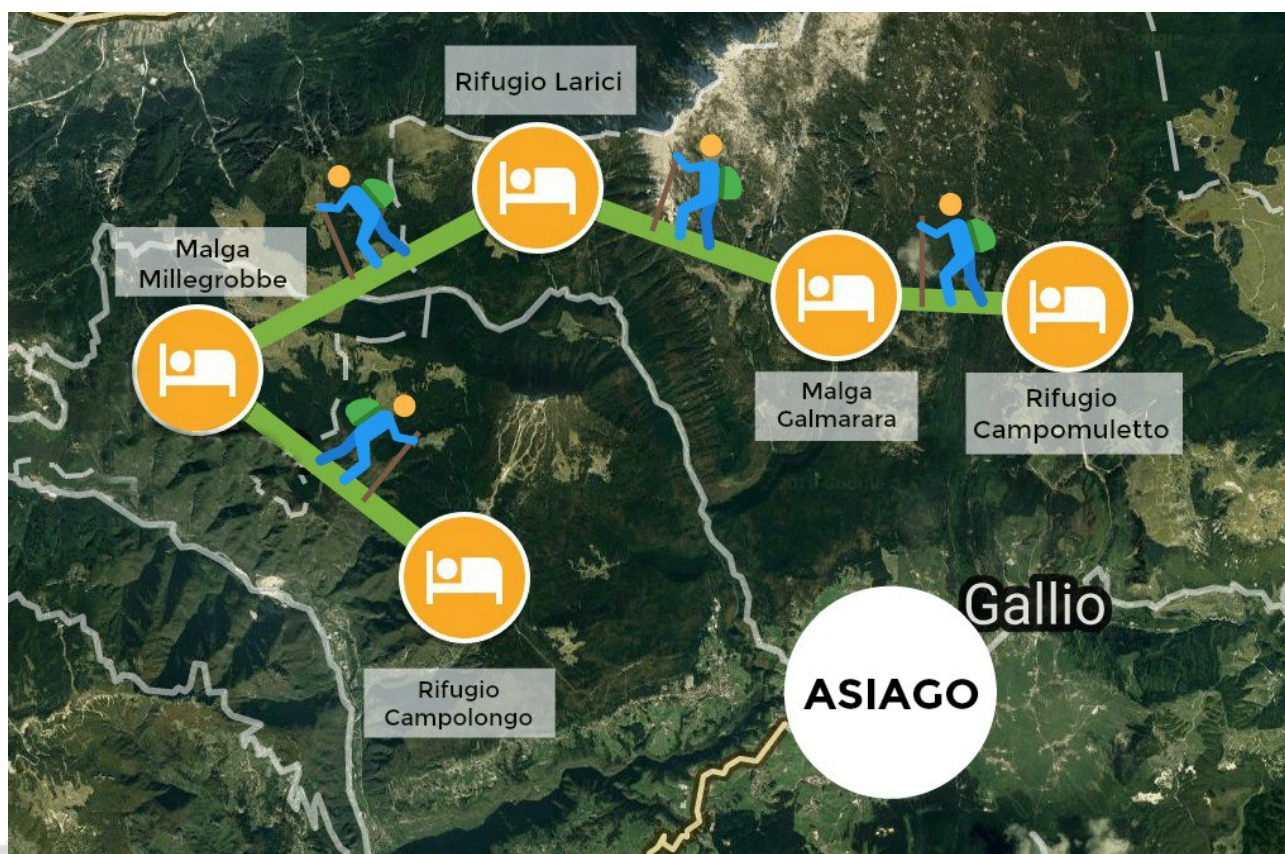 Rifugio Larici
Malga
Millegrobbe
Malga
Galmarara
Rifugio
Campomuletto
Gallio
ASIAGO
Rifugio
Campolongo